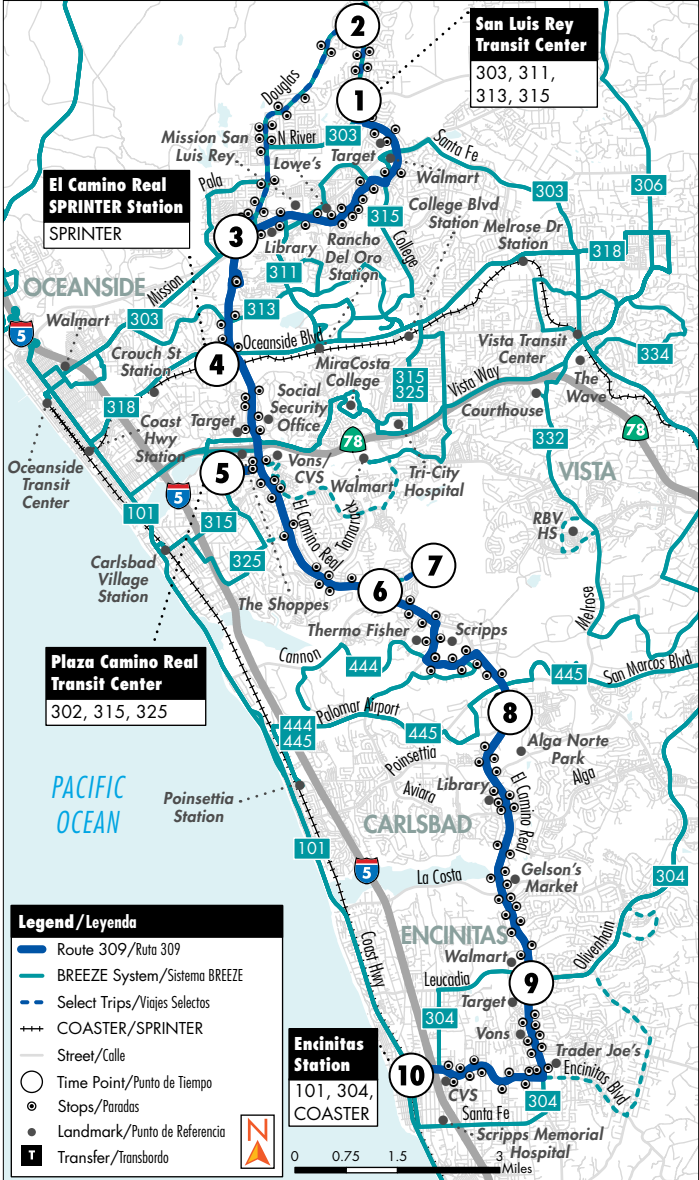 2
San Luis Rey
Transit Center
303, 311,
313, 315
Douglas
1
Mission San
Luis Rey
N River
303
Target
Santa Fe
Lowe's
Walmart
303
306
El Camino Real
SPRINTER Station
SPRINTER
Pala
315
College Blvd
Station
College
Melrose Dr
Station
318
3
Library
Rancho
Del Oro
Station
311
OCEANSIDE
Mission
5
Walmart
303
313
Oceanside Blvd
Crouch St
Station
4
MiraCosta
College
Vista Transit
Center
334
315
325
Vista Way
The
Wave
318
Coast
Hwy
Station
Social
Security
Office
Target
Courthouse
332
78
78
Oceanside
Transit
Center
5
Vons/
CVS
Walmart
Tri-City
Hospital
VISTA
5
101
315
El Camino Real
Tamarack
RBV
HS
325
Carlsbad
Village
Station
7
6
The Shoppes
Melrose
Thermo Fisher
Scripps
Cannon
444
Plaza Camino Real
Transit Center
302, 315, 325
445
San Marcos Blvd
444
445
Palomar Airport
445
8
Poinsettia
Alga Norte
Park
Alga
PACIFIC
OCEAN
Poinsettia
Station
Aviara
Library
El Camino Real
CARLSBAD
101
5
La Costa
Gelson's
Market
304
Coast Hwy
Legend/Leyenda
Route 309/Ruta 309
BREEZE System/Sistema BREEZE
Select Trips/Viajes Selectos
COASTER/SPRINTER
Street/Calle
Time Point/Punto de Tiempo
Stops/Paradas
Landmark/Punto de Referencia
T Transfer/Transbordo
N
ENCINITAS
Olivenhain
Walmart
Leucadia
9
Target
304
Vons
Encinitas
Station
101, 304,
COASTER
Trader Joe's
Encinitas Blvd
10
CVS
304
Santa Fe
Scripps Memorial
Hospital
0 0.75 1.5 3
Miles